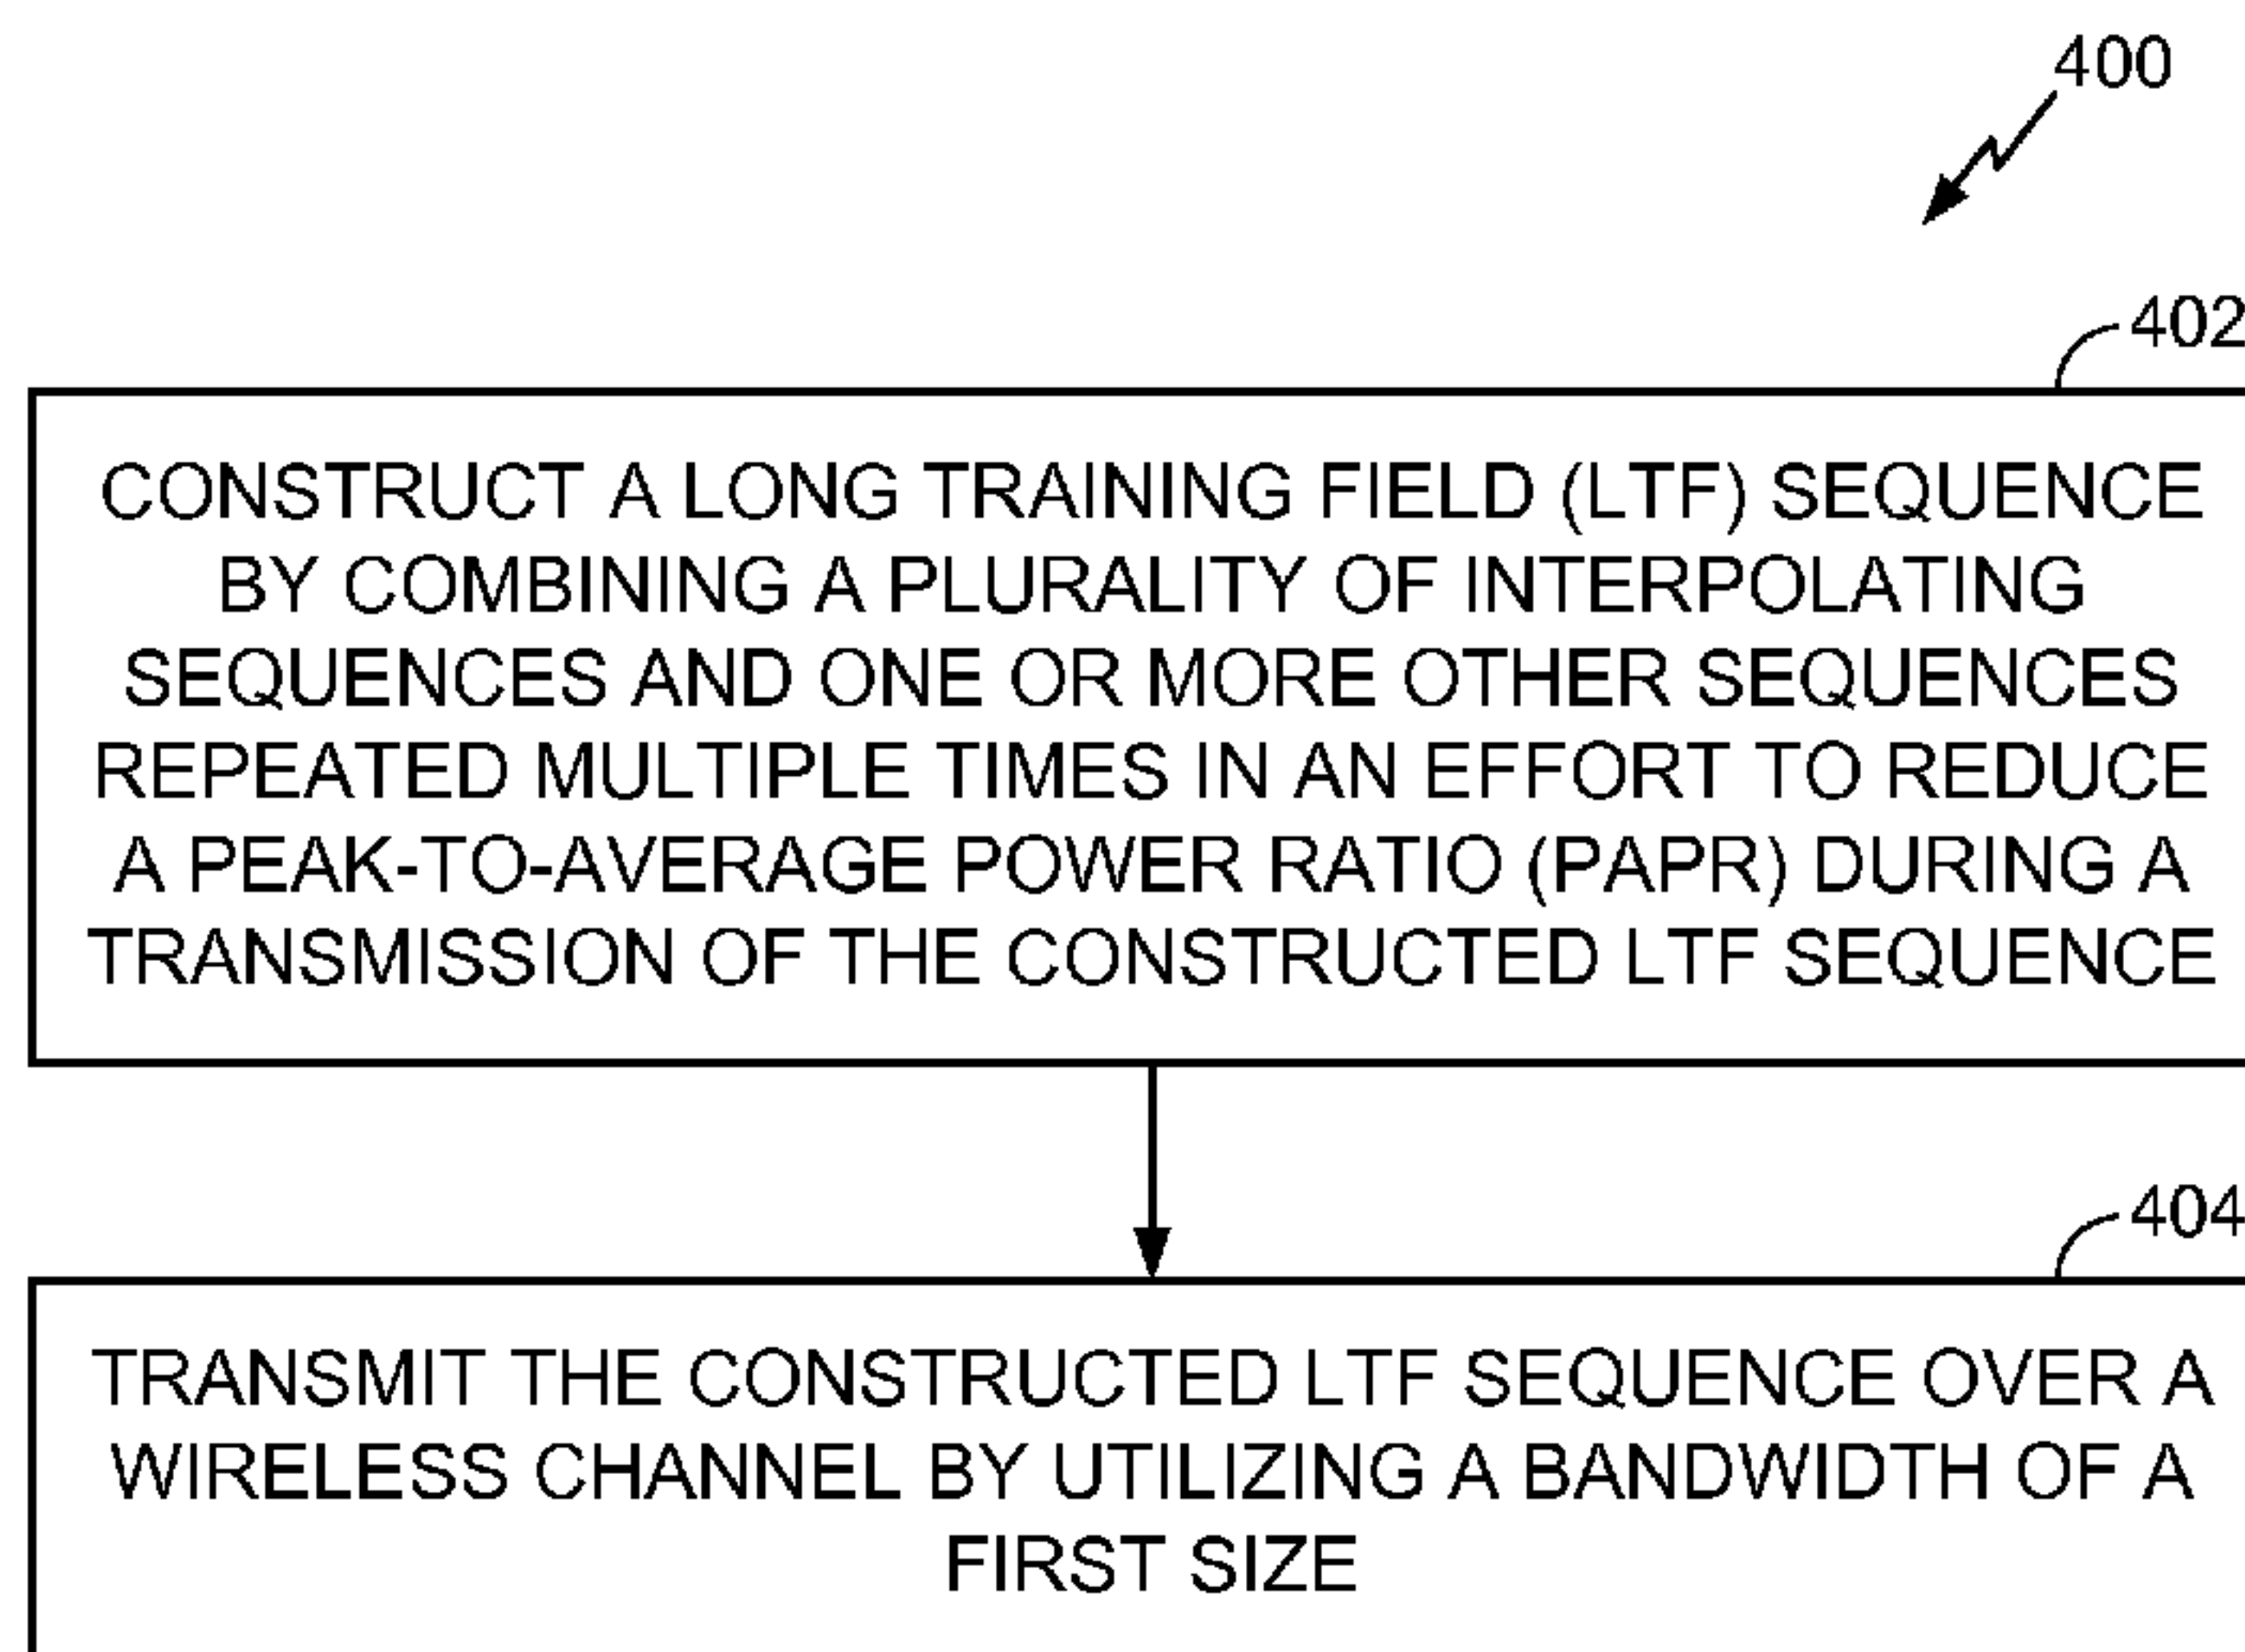 400
402
CONSTRUCT A LONG TRAINING FIELD (LTF) SEQUENCE
BY COMBINING A PLURALITY OF INTERPOLATING
SEQUENCES AND ONE OR MORE OTHER SEQUENCES
REPEATED MULTIPLE TIMES IN AN EFFORT TO REDUCE
A PEAK-TO-AVERAGE POWER RATIO (PAPR) DURING A
TRANSMISSION OF THE CONSTRUCTED LTF SEQUENCE
404
TRANSMIT THE CONSTRUCTED LTF SEQUENCE OVER A
WIRELESS CHANNEL BY UTILIZING A BANDWIDTH OF A
FIRST SIZE